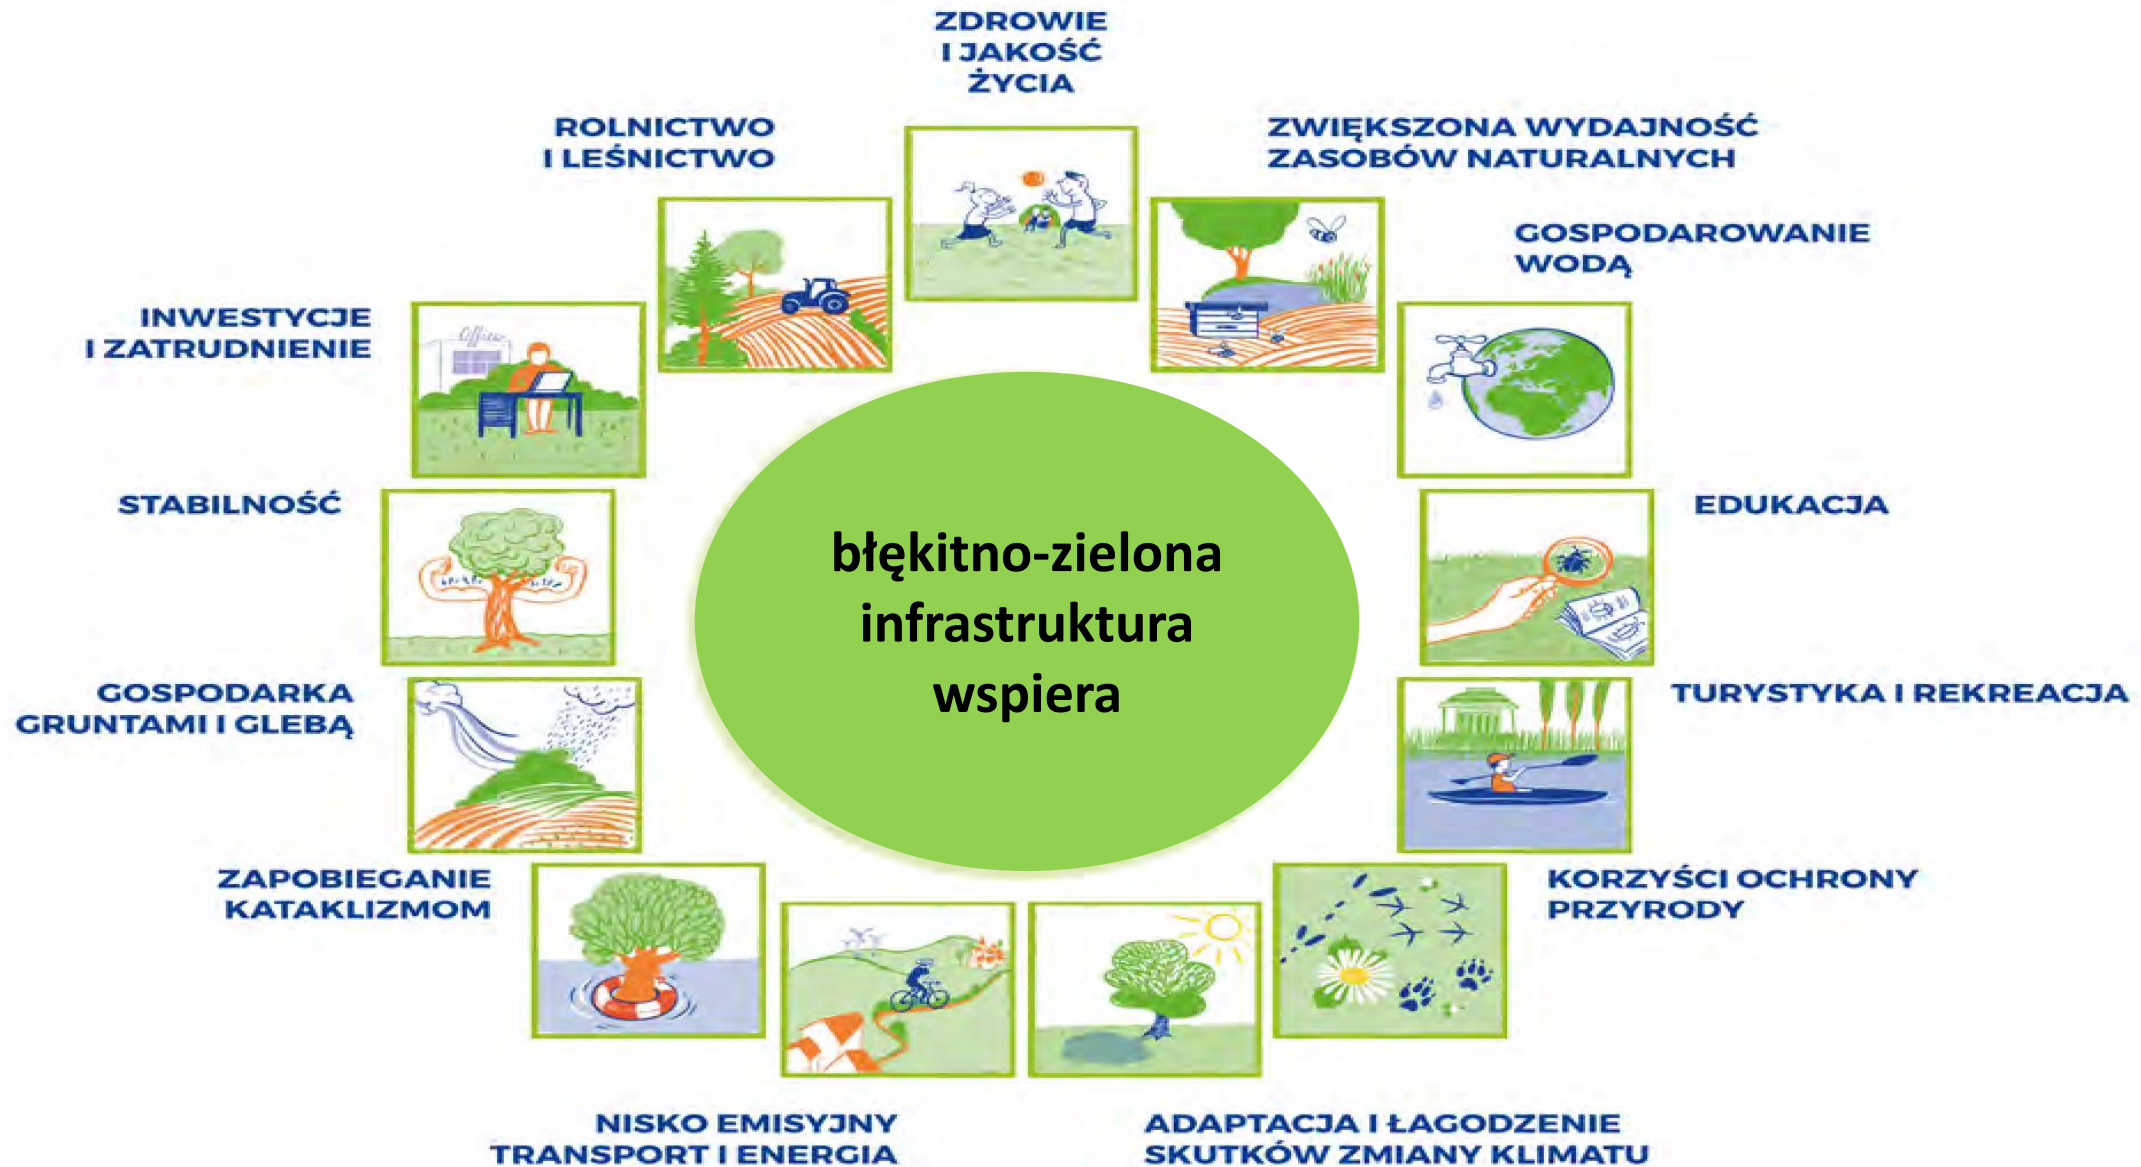 ZDROWIE
I JAKOŚĆ
ŻYCIA
ROLNICTWO
I LEŚNICTWO
ZWIĘKSZONA WYDAJNOŚĆ
ZASOBÓW NATURALNYCH
GOSPODAROWANIE
WODĄ
INWESTYCJE
I ZATRUDNIENIE
Office
STABILNOŚĆ
EDUKACJA
błękitno-zielona
infrastruktura
wspiera
GOSPODARKA
GRUNTAMI I GLEBĄ
TURYSTYKA I REKREACJA
ZAPOBIEGANIE
KATAKLIZMOM
KORZYŚCI OCHRONY
PRZYRODY
NISKO EMISYJNY
TRANSPORT I ENERGIA
ADAPTACJA I ŁAGODZENIE
SKUTKÓW ZMIANY KLIMATU